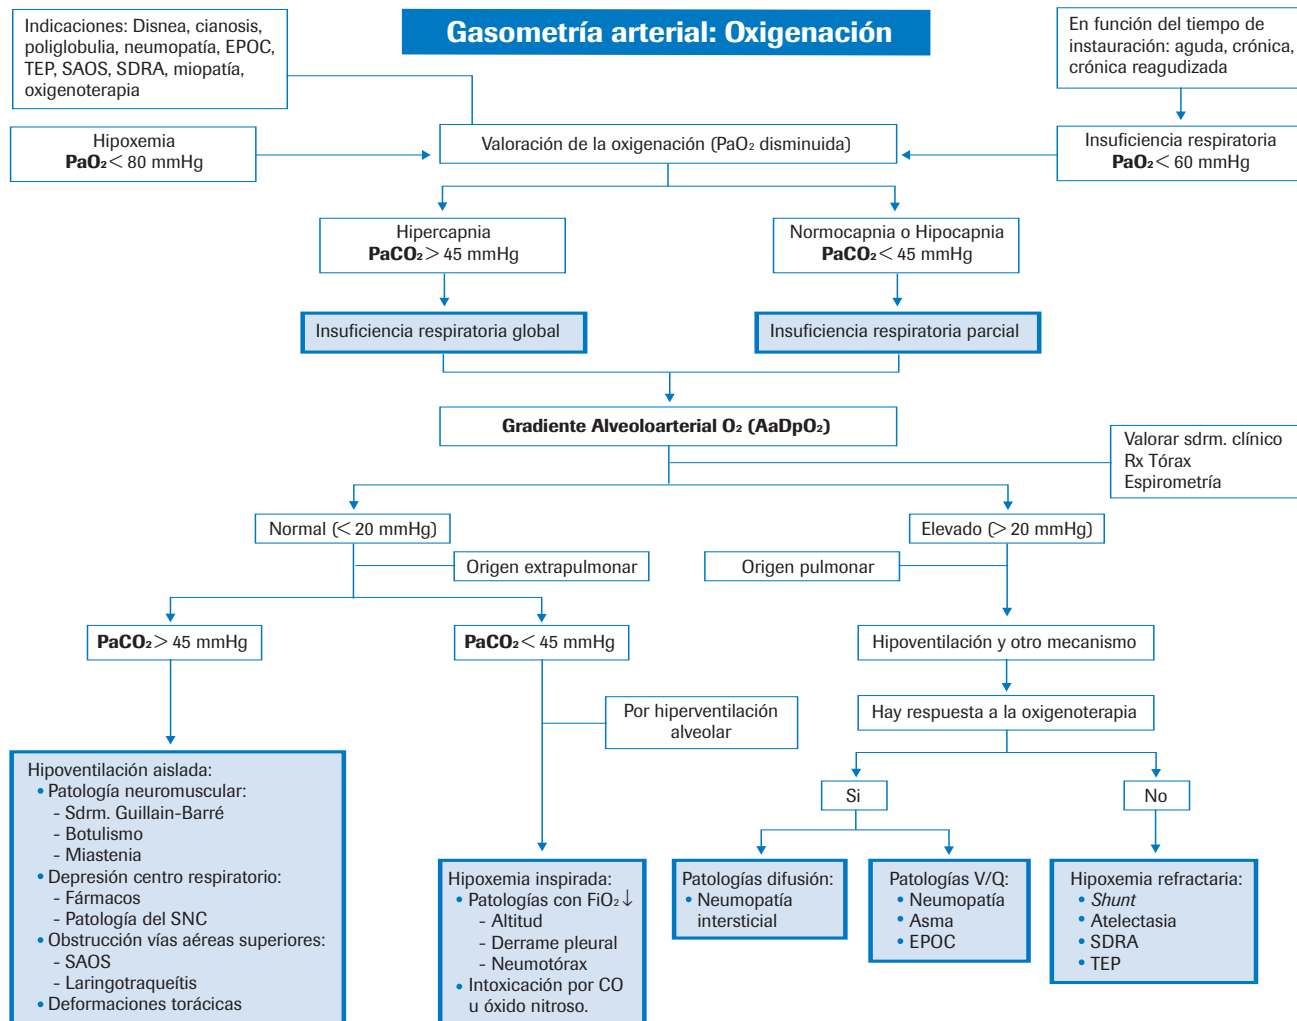 Gasometría arterial: Oxigenación
Indicaciones: Disnea, cianosis,
poliglobulia, neumopatía, EPOC,
TEP, SAOS, SDRA, miopatía,
oxigenoterapia
En función del tiempo de
instauración: aguda, crónica,
crónica reagudizada
Hipoxemia
PaO₂< 80 mmHg
Valoración de la oxigenación (PaO₂ disminuida)
Insuficiencia respiratoria
PaO₂< 60 mmHg
Hipercapnia
PaCO₂> 45 mmHg
Normocapnia o Hipocapnia
PaCO₂< 45 mmHg
Insuficiencia respiratoria global
Insuficiencia respiratoria parcial
Gradiente Alveoloarterial O₂ (AaDpO₂)
Valorar sdrm. clínico
Rx Tórax
Espirometría
Normal (< 20 mmHg)
Elevado (> 20 mmHg)
Origen extrapulmonar
Origen pulmonar
PaCO₂> 45 mmHg
PaCO₂< 45 mmHg
Hipoventilación y otro mecanismo
Por hiperventilación
alveolar
Hay respuesta a la oxigenoterapia
Si
No
Hipoventilación aislada:
• Patología neuromuscular:
- Sdrm. Guillain-Barré
- Botulismo
- Miastenia
• Depresión centro respiratorio:
- Fármacos
- Patología del SNC
• Obstrucción vías aéreas superiores:
- SAOS
- Laringotraqueítis
• Deformaciones torácicas
Hipoxemia inspirada:
• Patologías con FiO₂↓
- Altitud
- Derrame pleural
- Neumotórax
• Intoxicación por CO
u óxido nitroso.
Patologías difusión:
• Neumopatía
intersticial
Patologías V/Q:
• Neumopatía
• Asma
• EPOC
Hipoxemia refractaria:
• Shunt
• Atelectasia
• SDRA
• TEP